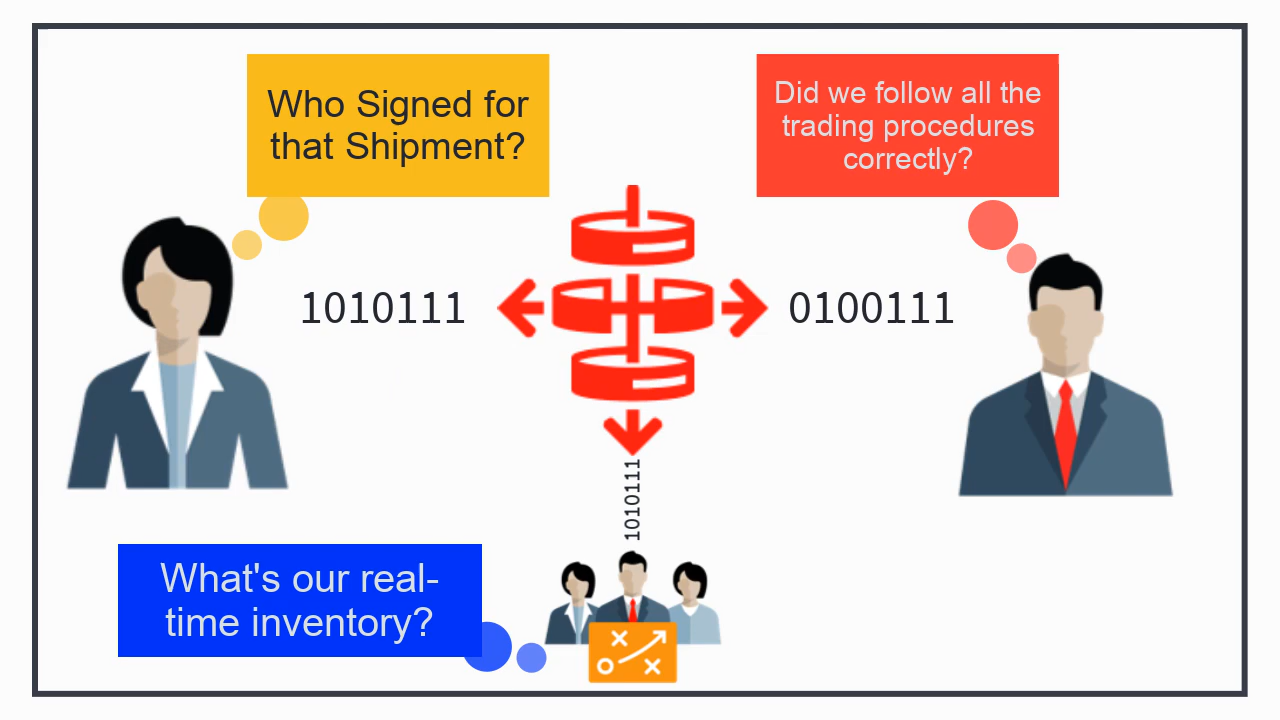 Who Signed for
that Shipment?
Did we follow all the
trading procedures
correctly?
1010111
0100111
1010111
What's our real-
time inventory?